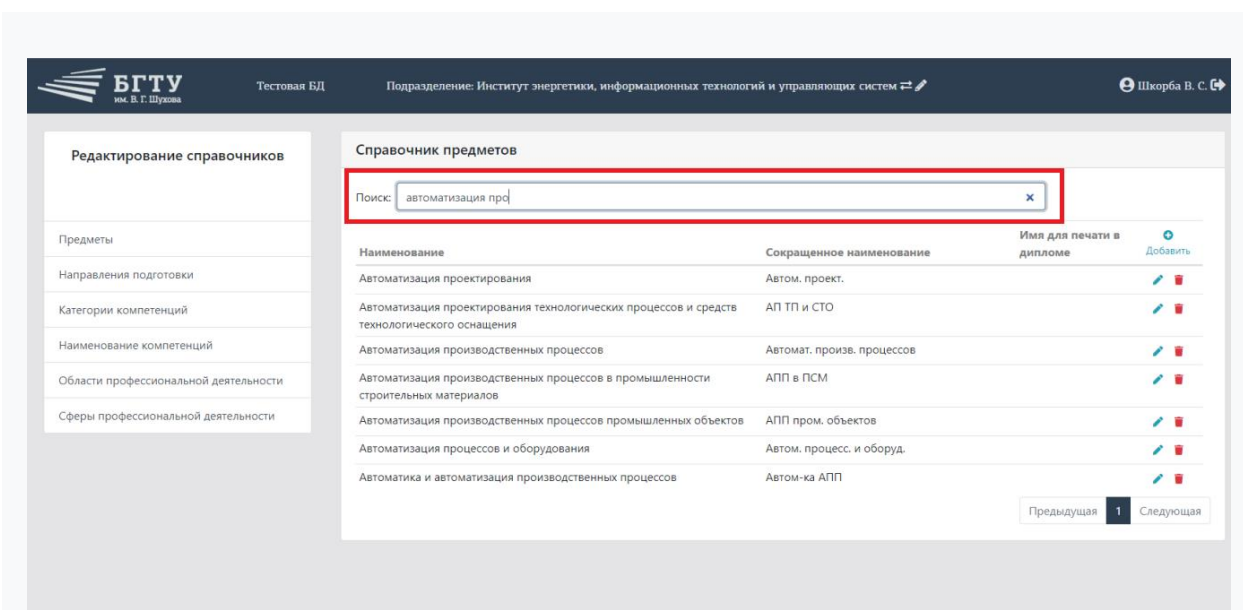 БГТУ
им. В. Г. Шухова
Тестовая БД
Подразделение: Институт энергетики, информационных технологий и управляющих систем
Шкорба В. С.
Редактирование справочников
Предметы
Направления подготовки
Категории компетенций
Наименование компетенций
Области профессиональной деятельности
Сферы профессиональной деятельности
Справочник предметов
Поиск: автоматизация про
Наименование Сокращенное наименование Имя для печати в
дипломе
Добавить
Автоматизация проектирования Автом. проект.
Автоматизация проектирования технологических процессов и средств АП ТП и СТО
технологического оснащения
Автоматизация производственных процессов Автомат. произв. процессов
Автоматизация производственных процессов в промышленности АПП в ПСМ
строительных материалов
Автоматизация производственных процессов промышленных объектов АПП пром. объектов
Автоматизация процессов и оборудования Автом. процесс. и оборуд.
Автоматика и автоматизация производственных процессов Автом-ка АПП
Предыдущая 1 Следующая